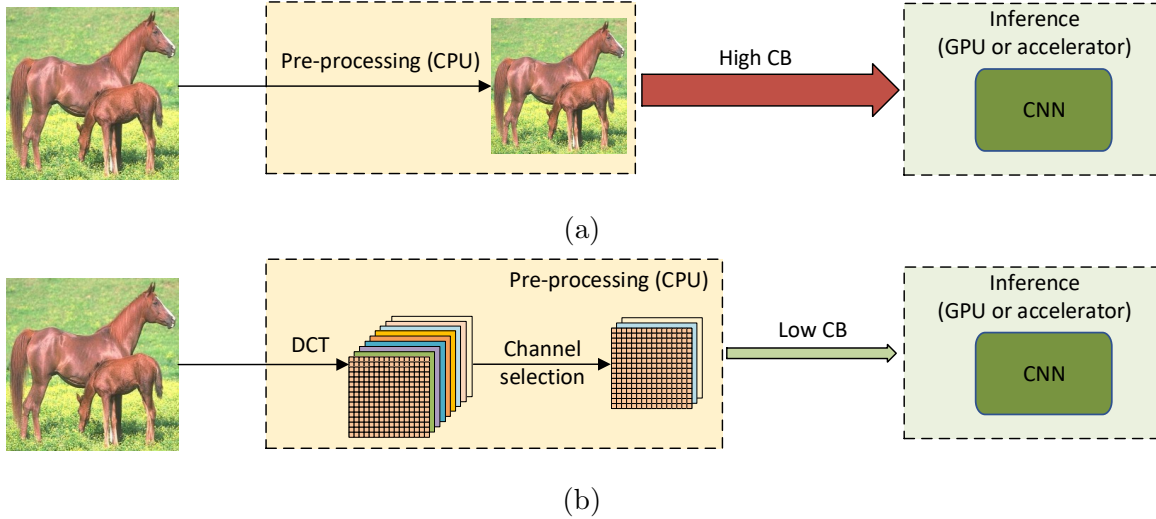 Pre-processing (CPU)
High CB
Inference
(GPU or accelerator)
CNN
(a)
Pre-processing (CPU)
DCT
Channel
selection
Low CB
Inference
(GPU or accelerator)
CNN
(b)